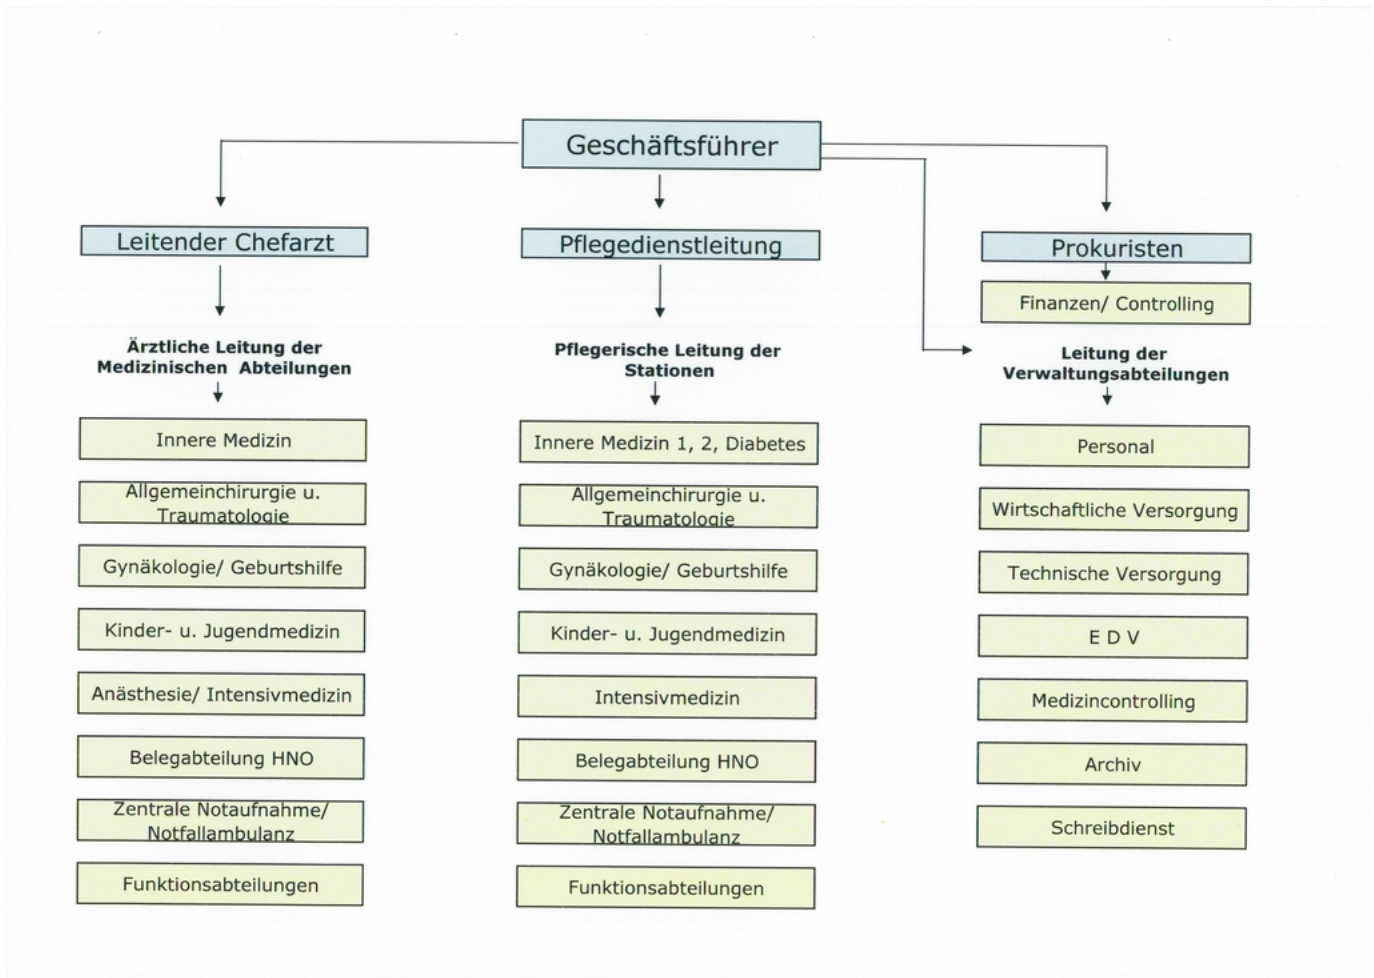 Geschäftsführer
Leitender Chefarzt
Pflegedienstleitung
Prokuristen
Finanzen/ Controlling
Ärztliche Leitung der
Medizinischen Abteilungen
Pflegerische Leitung der
Stationen
Leitung der
Verwaltungsabteilungen
Innere Medizin
Allgemeinchirurgie u.
Traumatologie
Gynäkologie/ Geburtshilfe
Kinder- u. Jugendmedizin
Anästhesie/ Intensivmedizin
Belegabteilung HNO
Zentrale Notaufnahme/
Notfallambulanz
Funktionsabteilungen
Innere Medizin 1, 2, Diabetes
Allgemeinchirurgie u.
Traumatologie
Gynäkologie/ Geburtshilfe
Kinder- u. Jugendmedizin
Intensivmedizin
Belegabteilung HNO
Zentrale Notaufnahme/
Notfallambulanz
Funktionsabteilungen
Personal
Wirtschaftliche Versorgung
Technische Versorgung
E D V
Medizincontrolling
Archiv
Schreibdienst